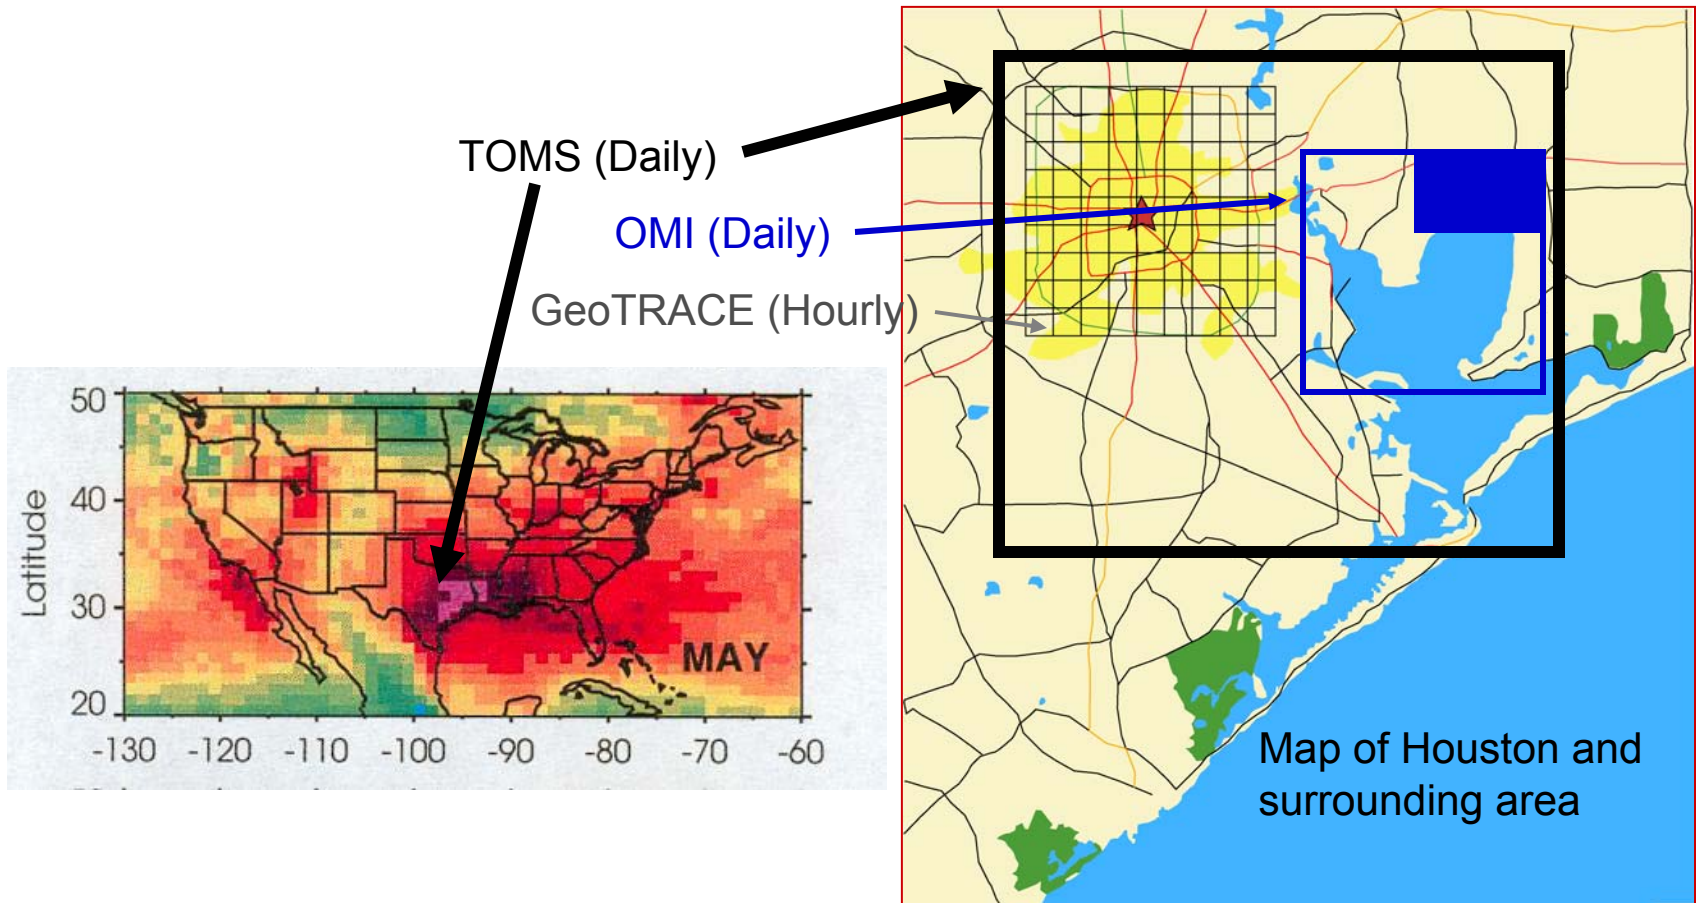 TOMS (Daily)
OMI (Daily)
GeoTRACE (Hourly)
50
40
30
20
Latitude
MAY
-130 -120 -110 -100 -90 -80 -70 -60
Map of Houston and
surrounding area